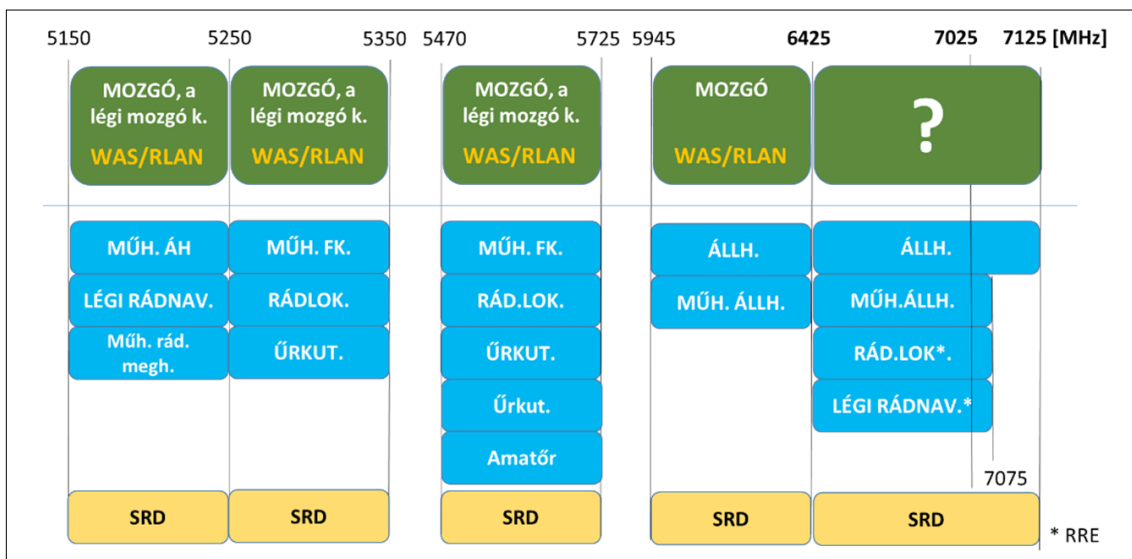 5150 5250 5350 5470 5725 5945 6425 7025 7125 [MHz]
MOZGÓ, a
légi mozgó k.
WAS/RLAN
MOZGÓ, a
légi mozgó k.
WAS/RLAN
MOZGÓ, a
légi mozgó k.
WAS/RLAN
MOZGÓ
WAS/RLAN
?
MŰH. ÁH
MŰH. FK.
MŰH. FK.
ÁLLH.
ÁLLH.
LÉGI RÁDNAV.
RÁDLOK.
RÁD.LOK.
MŰH. ÁLLH.
MŰH.ÁLLH.
Műh. rád.
megh.
ŰRKUT.
ŰRKUT.
RÁD.LOK*.
Űrkut.
LÉGI RÁDNAV.*
Amatőr
7075
SRD
SRD
SRD
SRD
SRD
* RRE